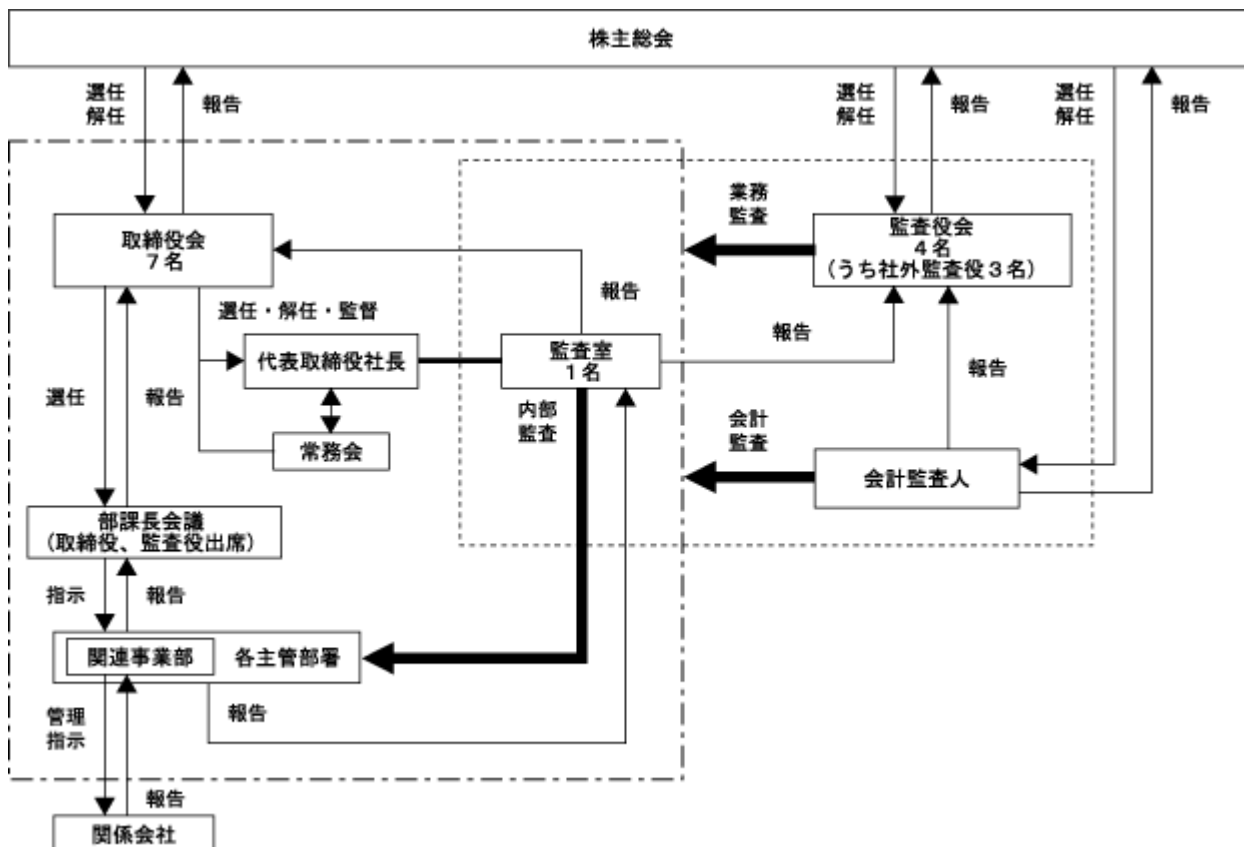 株主総会
選任
解任
報告
選任
解任
報告
選任
解任
報告
取締役会
7名
業務
監査
監査役会
4名
(うち社外監査役3名)
報告
選任・解任・監督
代表取締役社長
監査室
1名
報告
報告
選任
報告
常務会
内部
監査
会計
監査
会計監査人
部課長会議
(取締役、監査役出席)
指示
報告
関連事業部
各主管部署
報告
管理
指示
報告
関係会社